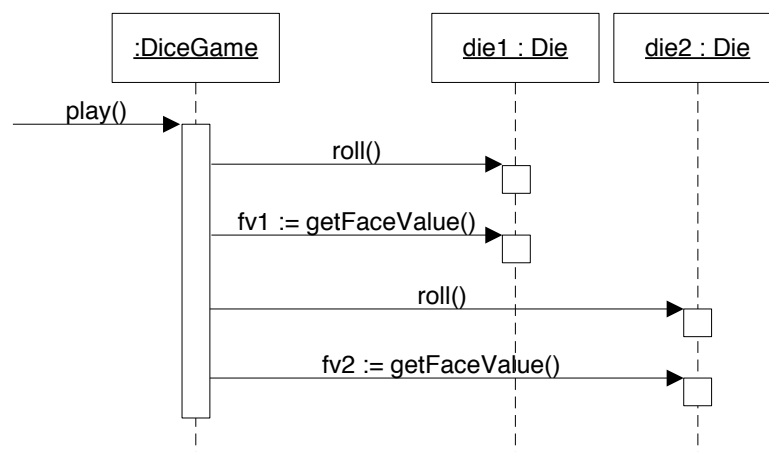 :DiceGame
die1 : Die
die2 : Die
play()
roll()
fv1 := getFaceValue()
roll()
fv2 := getFaceValue()